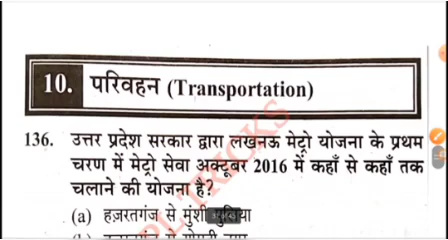 10. परिवहन (Transportation)
136. उत्तर प्रदेश सरकार द्वारा लखनऊ मेट्रो योजना के प्रथम
चरण में मेट्रो सेवा अक्टूबर 2016 में कहाँ से कहाँ तक
चलाने की योजना है?
(a) हज़रतगंज से मुंशी पुलिया